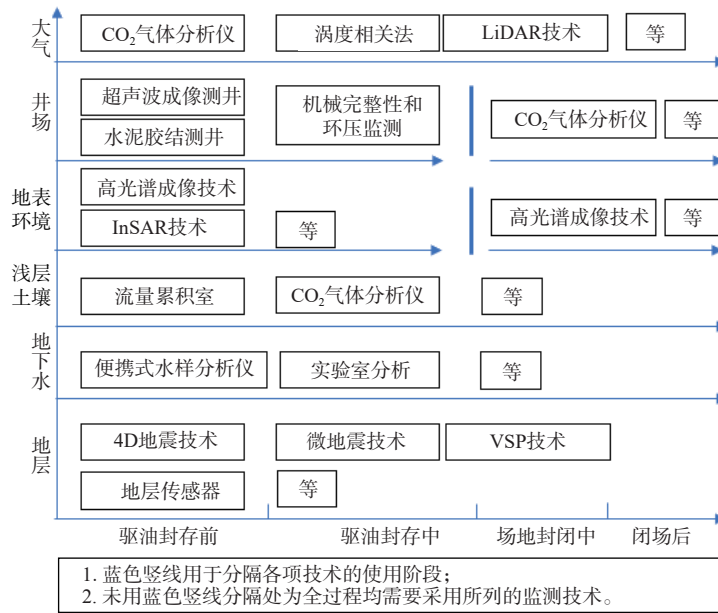 大气
CO₂气体分析仪 涡度相关法 LiDAR技术 等
井场
超声波成像测井
水泥胶结测井
机械完整性和
环压监测
CO₂气体分析仪 等
地表
环境
高光谱成像技术
InSAR技术 等
高光谱成像技术 等
浅层
土壤
流量累积室 CO₂气体分析仪 等
地下水
便携式水样分析仪 实验室分析 等
地层
4D地震技术 微地震技术 VSP技术
地层传感器 等
驱油封存前 驱油封存中 场地封闭中 闭场后
1. 蓝色竖线用于分隔各项技术的使用阶段；
2. 未用蓝色竖线分隔处为全过程均需要采用所列的监测技术。